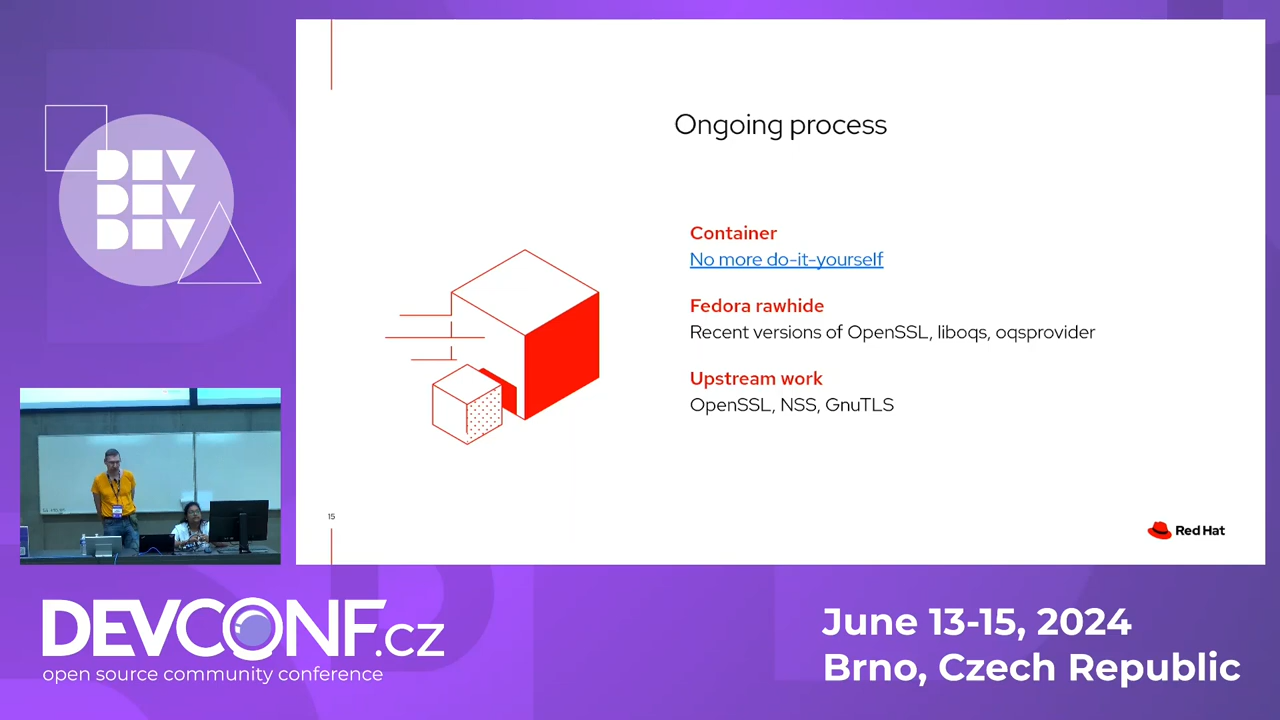 DEV
DEV
DEV
Ongoing process
Container
No more do-it-yourself
Fedora rawhide
Recent versions of OpenSSL, liboqs, oqsprovider
Upstream work
OpenSSL, NSS, GnuTLS
15
Red Hat
DEVCONF.cz
open source community conference
June 13-15, 2024
Brno, Czech Republic